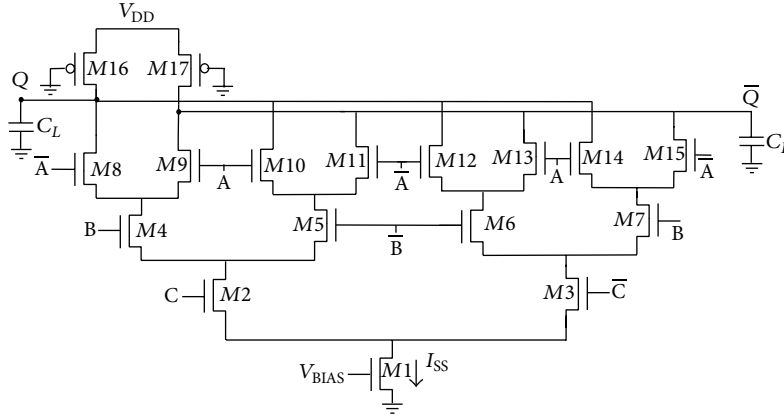 V_DD
M16 M17
Q Q̅
C_L C_L
A̅ M8 M9 A M10 M11 A̅ M12 M13 A M14 M15 A̅
B M4 M5 B̅ M6 M7 B
C M2 M3 C̅
V_BIAS M1 I_SS